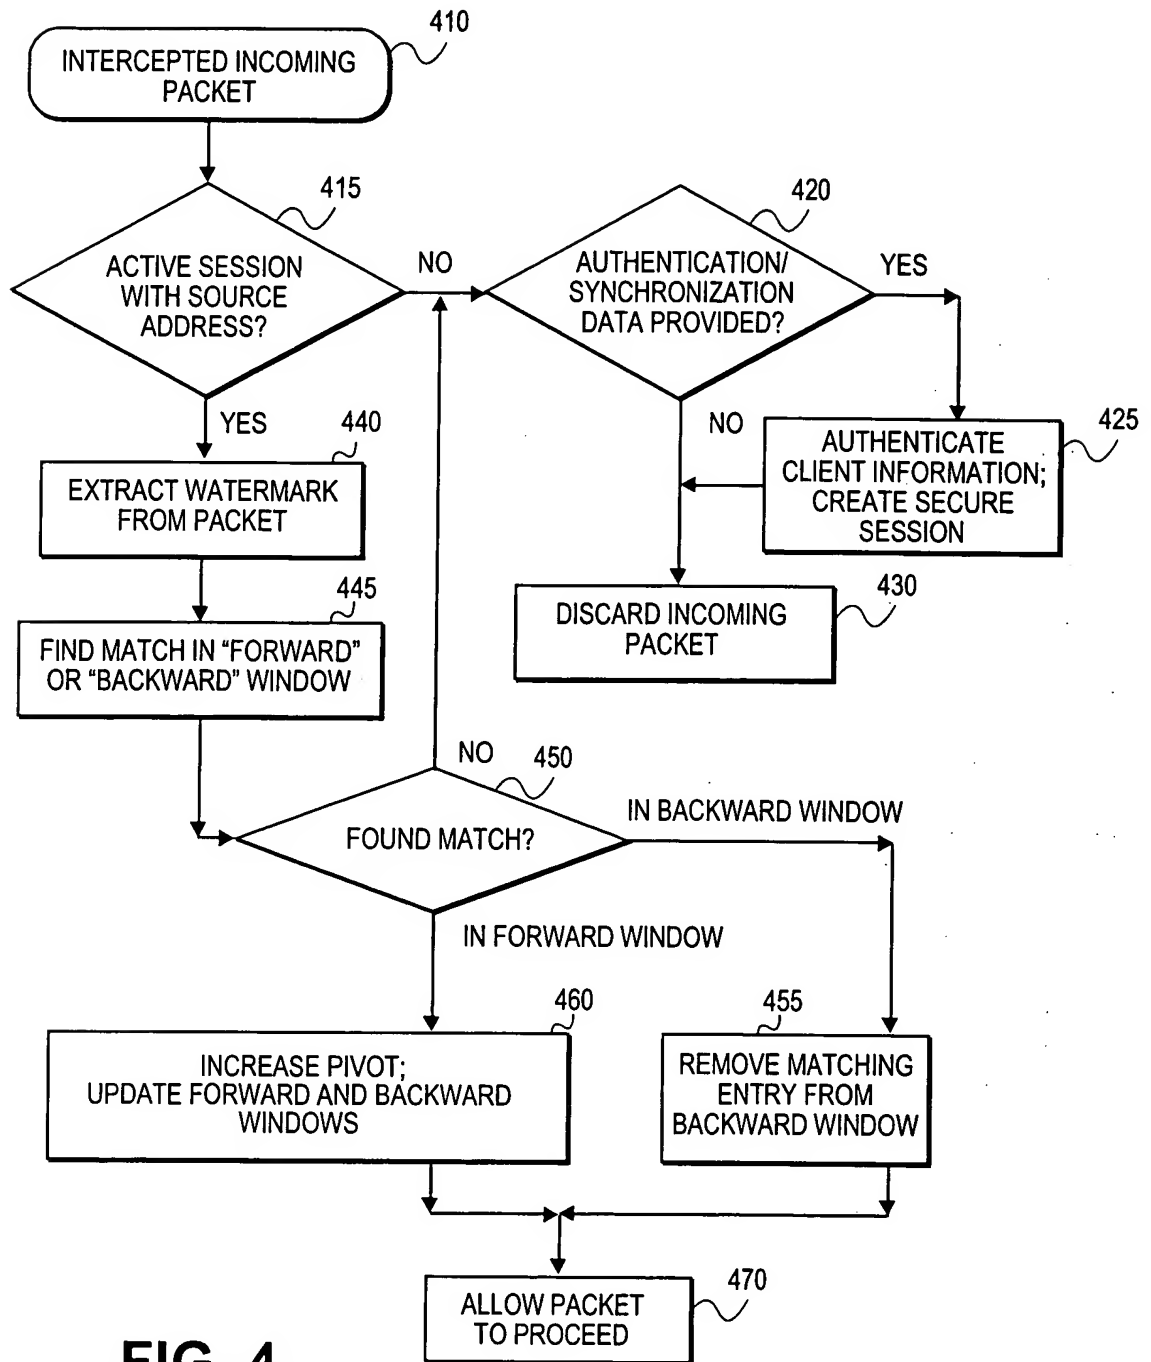 410
INTERCEPTED INCOMING
PACKET
415
ACTIVE SESSION
WITH SOURCE
ADDRESS?
NO
420
AUTHENTICATION/
SYNCHRONIZATION
DATA PROVIDED?
YES
YES
NO
440
EXTRACT WATERMARK
FROM PACKET
425
AUTHENTICATE
CLIENT INFORMATION;
CREATE SECURE
SESSION
445
FIND MATCH IN “FORWARD”
OR “BACKWARD” WINDOW
430
DISCARD INCOMING
PACKET
NO
450
FOUND MATCH?
IN BACKWARD WINDOW
IN FORWARD WINDOW
460
INCREASE PIVOT;
UPDATE FORWARD AND BACKWARD
WINDOWS
455
REMOVE MATCHING
ENTRY FROM
BACKWARD WINDOW
470
ALLOW PACKET
TO PROCEED
FIG. 4